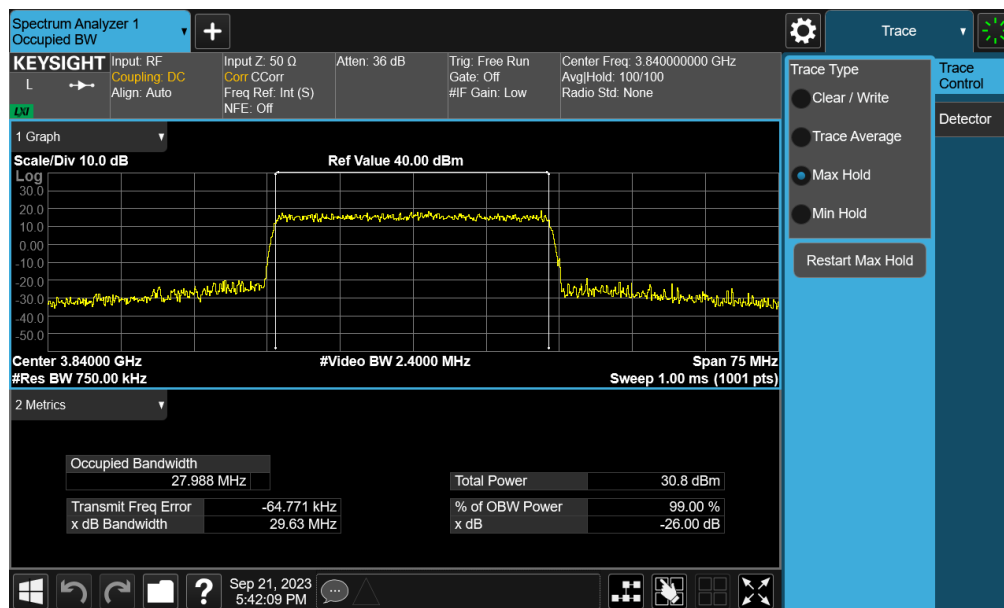 Spectrum Analyzer 1
Occupied BW
Trace
KEYSIGHT
L
LXI
Input: RF
Coupling: DC
Align: Auto
Input Z: 50 Ω
Corr CCorr
Freq Ref: Int (S)
NFE: Off
Atten: 36 dB
Trig: Free Run
Gate: Off
#IF Gain: Low
Center Freq: 3.840000000 GHz
Avg|Hold: 100/100
Radio Std: None
Trace Type
Clear / Write
Trace Average
Max Hold
Min Hold
Restart Max Hold
Trace
Control
Detector
1 Graph
Scale/Div 10.0 dB
Ref Value 40.00 dBm
Log
30.0
20.0
10.0
0.00
-10.0
-20.0
-30.0
-40.0
-50.0
Center 3.84000 GHz
#Video BW 2.4000 MHz
Span 75 MHz
#Res BW 750.00 kHz
Sweep 1.00 ms (1001 pts)
2 Metrics
Occupied Bandwidth
27.988 MHz
Total Power 30.8 dBm
Transmit Freq Error -64.771 kHz
% of OBW Power 99.00 %
x dB Bandwidth 29.63 MHz
x dB -26.00 dB
?
Sep 21, 2023
5:42:09 PM